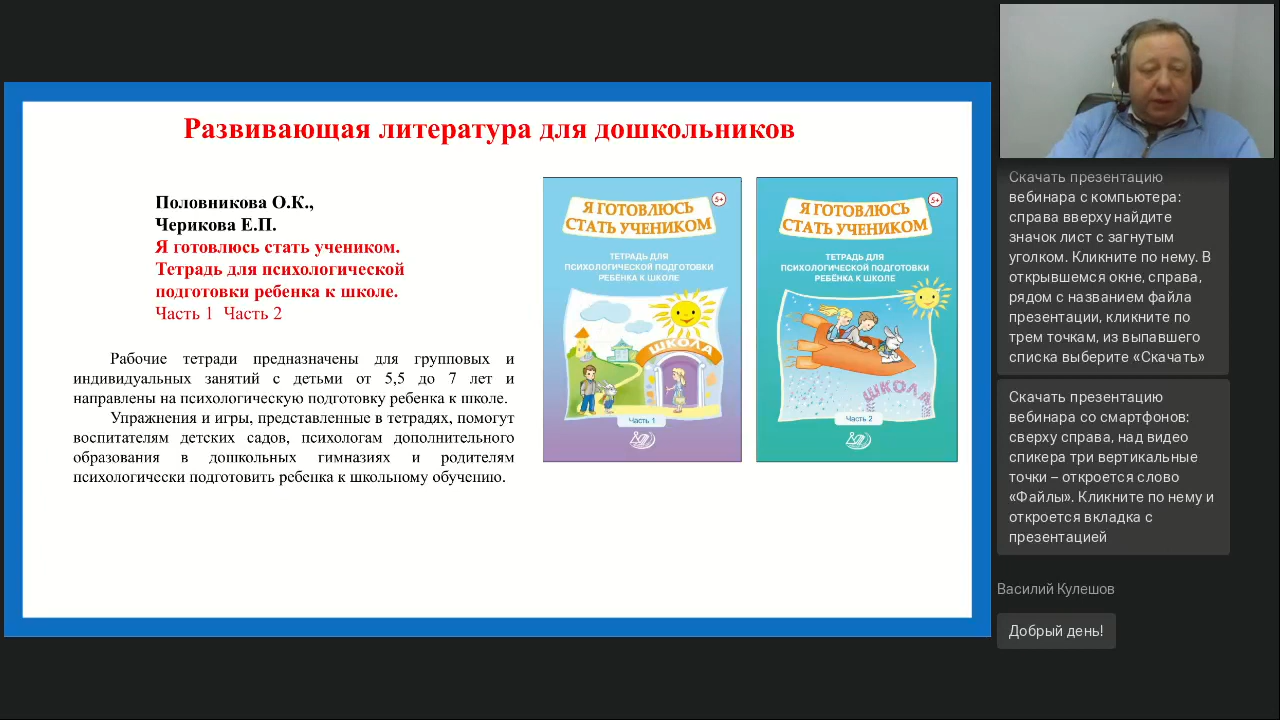 Развивающая литература для дошкольников
Половникова О.К.,
Черикова Е.П.
Я готовлюсь стать учеником.
Тетрадь для психологической
подготовки ребенка к школе.
Часть 1 Часть 2
Рабочие тетради предназначены для групповых и
индивидуальных занятий с детьми от 5,5 до 7 лет и
направлены на психологическую подготовку ребенка к школе.
Упражнения и игры, представленные в тетрадях, помогут
воспитателям детских садов, психологам дополнительного
образования в дошкольных гимназиях и родителям
психологически подготовить ребенка к школьному обучению.
5+
Я ГОТОВЛЮСЬ
СТАТЬ УЧЕНИКОМ
ТЕТРАДЬ ДЛЯ
ПСИХОЛОГИЧЕСКОЙ ПОДГОТОВКИ
РЕБЁНКА К ШКОЛЕ
ШКОЛА
Часть 1
5+
Я ГОТОВЛЮСЬ
СТАТЬ УЧЕНИКОМ
ТЕТРАДЬ ДЛЯ
ПСИХОЛОГИЧЕСКОЙ ПОДГОТОВКИ
РЕБЁНКА К ШКОЛЕ
ШКОЛА
Часть 2
Скачать презентацию
вебинара с компьютера:
справа вверху найдите
значок лист с загнутым
уголком. Кликните по нему. В
открывшемся окне, справа,
рядом с названием файла
презентации, кликните по
трем точкам, из выпавшего
списка выберите «Скачать»
Скачать презентацию
вебинара со смартфонов:
сверху справа, над видео
спикера три вертикальные
точки – откроется слово
«Файлы». Кликните по нему и
откроется вкладка с
презентацией
Василий Кулешов
Добрый день!